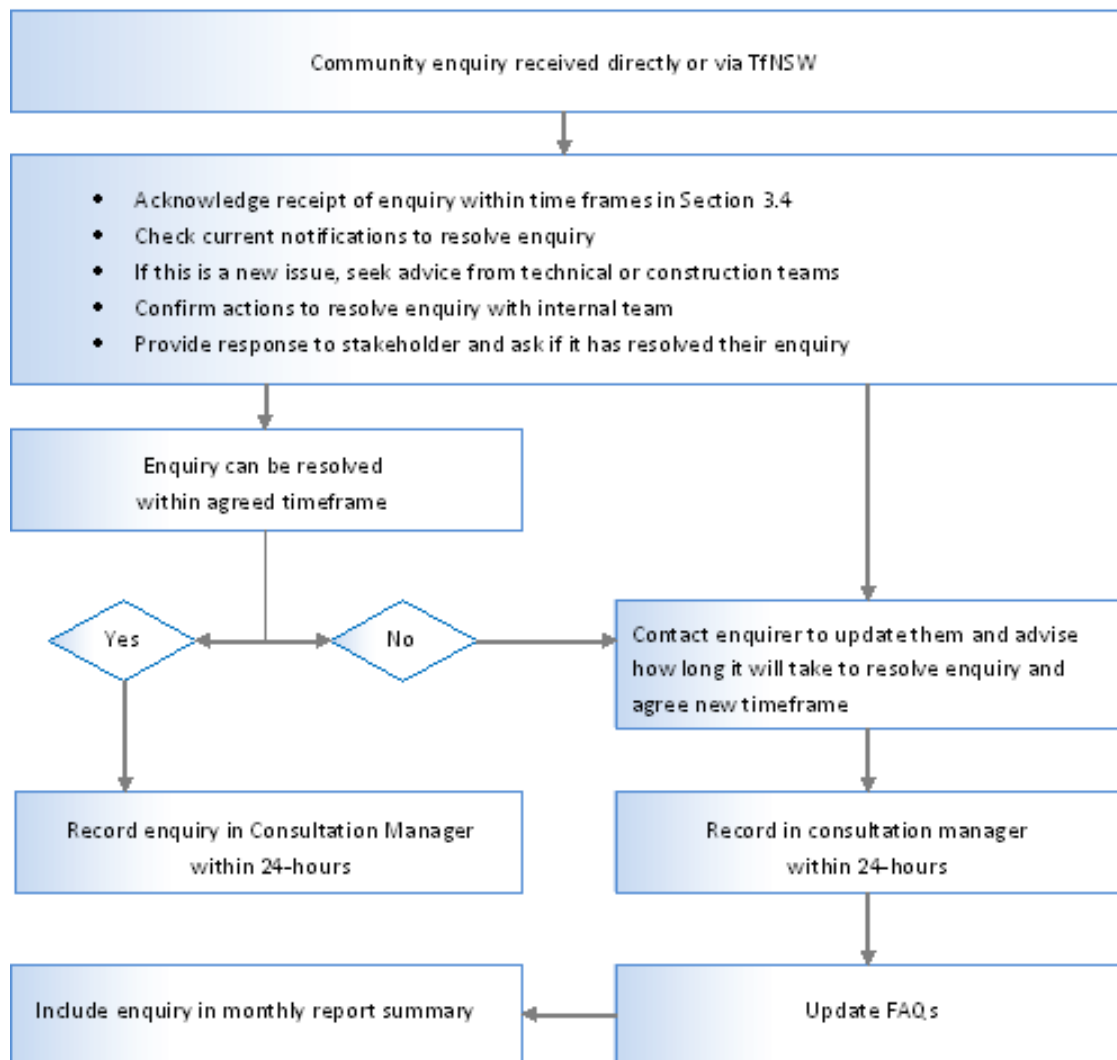 Community enquiry received directly or via TfNSW
• Acknowledge receipt of enquiry within time frames in Section 3.4
• Check current notifications to resolve enquiry
• If this is a new issue, seek advice from technical or construction teams
• Confirm actions to resolve enquiry with internal team
• Provide response to stakeholder and ask if it has resolved their enquiry
Enquiry can be resolved
within agreed timeframe
Yes
No
Contact enquirer to update them and advise
how long it will take to resolve enquiry and
agree new timeframe
Record enquiry in Consultation Manager
within 24-hours
Record in consultation manager
within 24-hours
Include enquiry in monthly report summary
Update FAQs